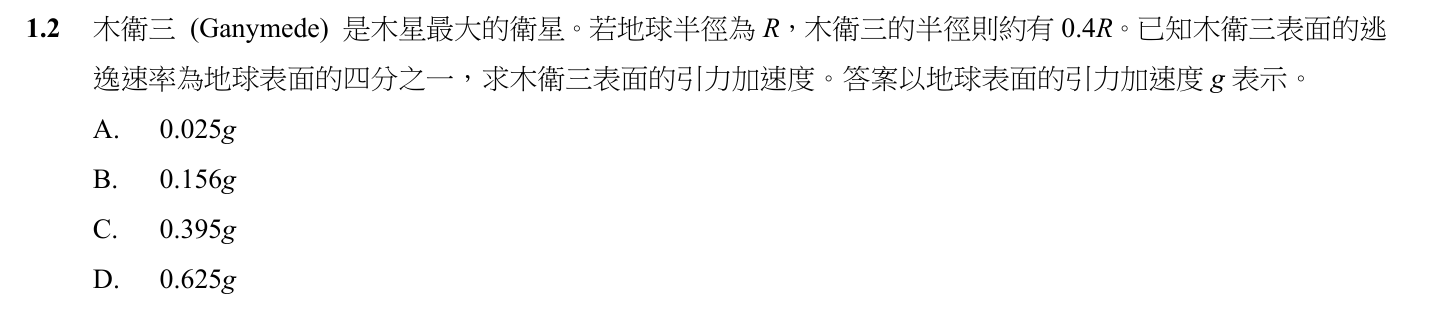 1.2 木衛三 (Ganymede) 是木星最大的衛星。若地球半徑為 R，木衛三的半徑則約有 0.4R。已知木衛三表面的逃
逸速率為地球表面的四分之一，求木衛三表面的引力加速度。答案以地球表面的引力加速度 g 表示。
A. 0.025g
B. 0.156g
C. 0.395g
D. 0.625g